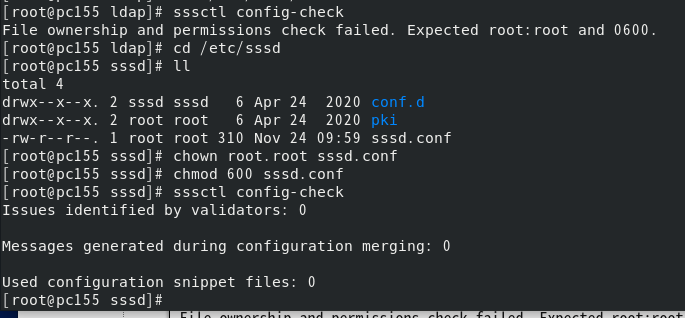 [root@pc155 ldap]# sssctl config-check
File ownership and permissions check failed. Expected root:root and 0600.
[root@pc155 ldap]# cd /etc/sssd
[root@pc155 sssd]# ll
total 4
drwx--x--x. 2 sssd sssd   6 Apr 24  2020 conf.d
drwx--x--x. 2 root root   6 Apr 24  2020 pki
-rw-r--r--. 1 root root 310 Nov 24 09:59 sssd.conf
[root@pc155 sssd]# chown root.root sssd.conf
[root@pc155 sssd]# chmod 600 sssd.conf
[root@pc155 sssd]# sssctl config-check
Issues identified by validators: 0
Messages generated during configuration merging: 0
Used configuration snippet files: 0
[root@pc155 sssd]#
File ownership and permissions check failed. Expected root:root